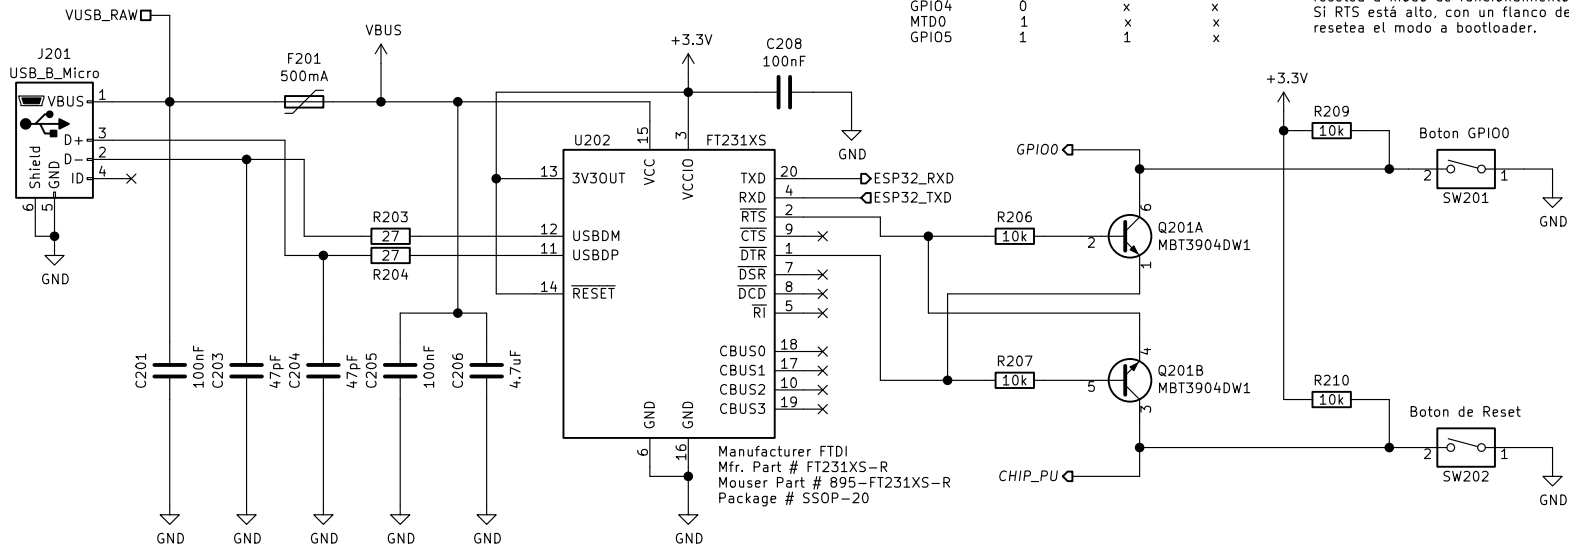 GPIO4 0 x x
MTDO 1 x x
GPIO5 1 1 x
Si RTS está alto, con un flanco de
resetea el modo a bootloader.
VUSB_RAW
J201
USB_B_Micro
VBUS 1
D+ 3
D- 2
ID 4
Shield
GND
6
5
GND
F201
500mA
VBUS
+3.3V
C208
100nF
GND
R203
27
27
R204
C201
100nF
C203
47pF
C204
47pF
C205
100nF
C206
4.7uF
GND
GND
GND
GND
GND
U202
FT231XS
15
VCC
3
VCCIO
13 3V3OUT
12 USBDM
11 USBDP
14 RESET
TXD 20
RXD 4
RTS 2
CTS 9
DTR 1
DSR 7
DCD 8
RI 5
CBUS0 18
CBUS1 17
CBUS2 10
CBUS3 19
GND
6
GND
16
GND
ESP32_RXD
ESP32_TXD
Manufacturer FTDI
Mfr. Part # FT231XS-R
Mouser Part # 895-FT231XS-R
Package # SSOP-20
GPIO0
R206
10k
2
6
1
Q201A
MBT3904DW1
R207
10k
5
4
3
Q201B
MBT3904DW1
CHIP_PU
+3.3V
R209
10k
Boton GPIO0
2 1
SW201
GND
R210
10k
Boton de Reset
2 1
SW202
GND